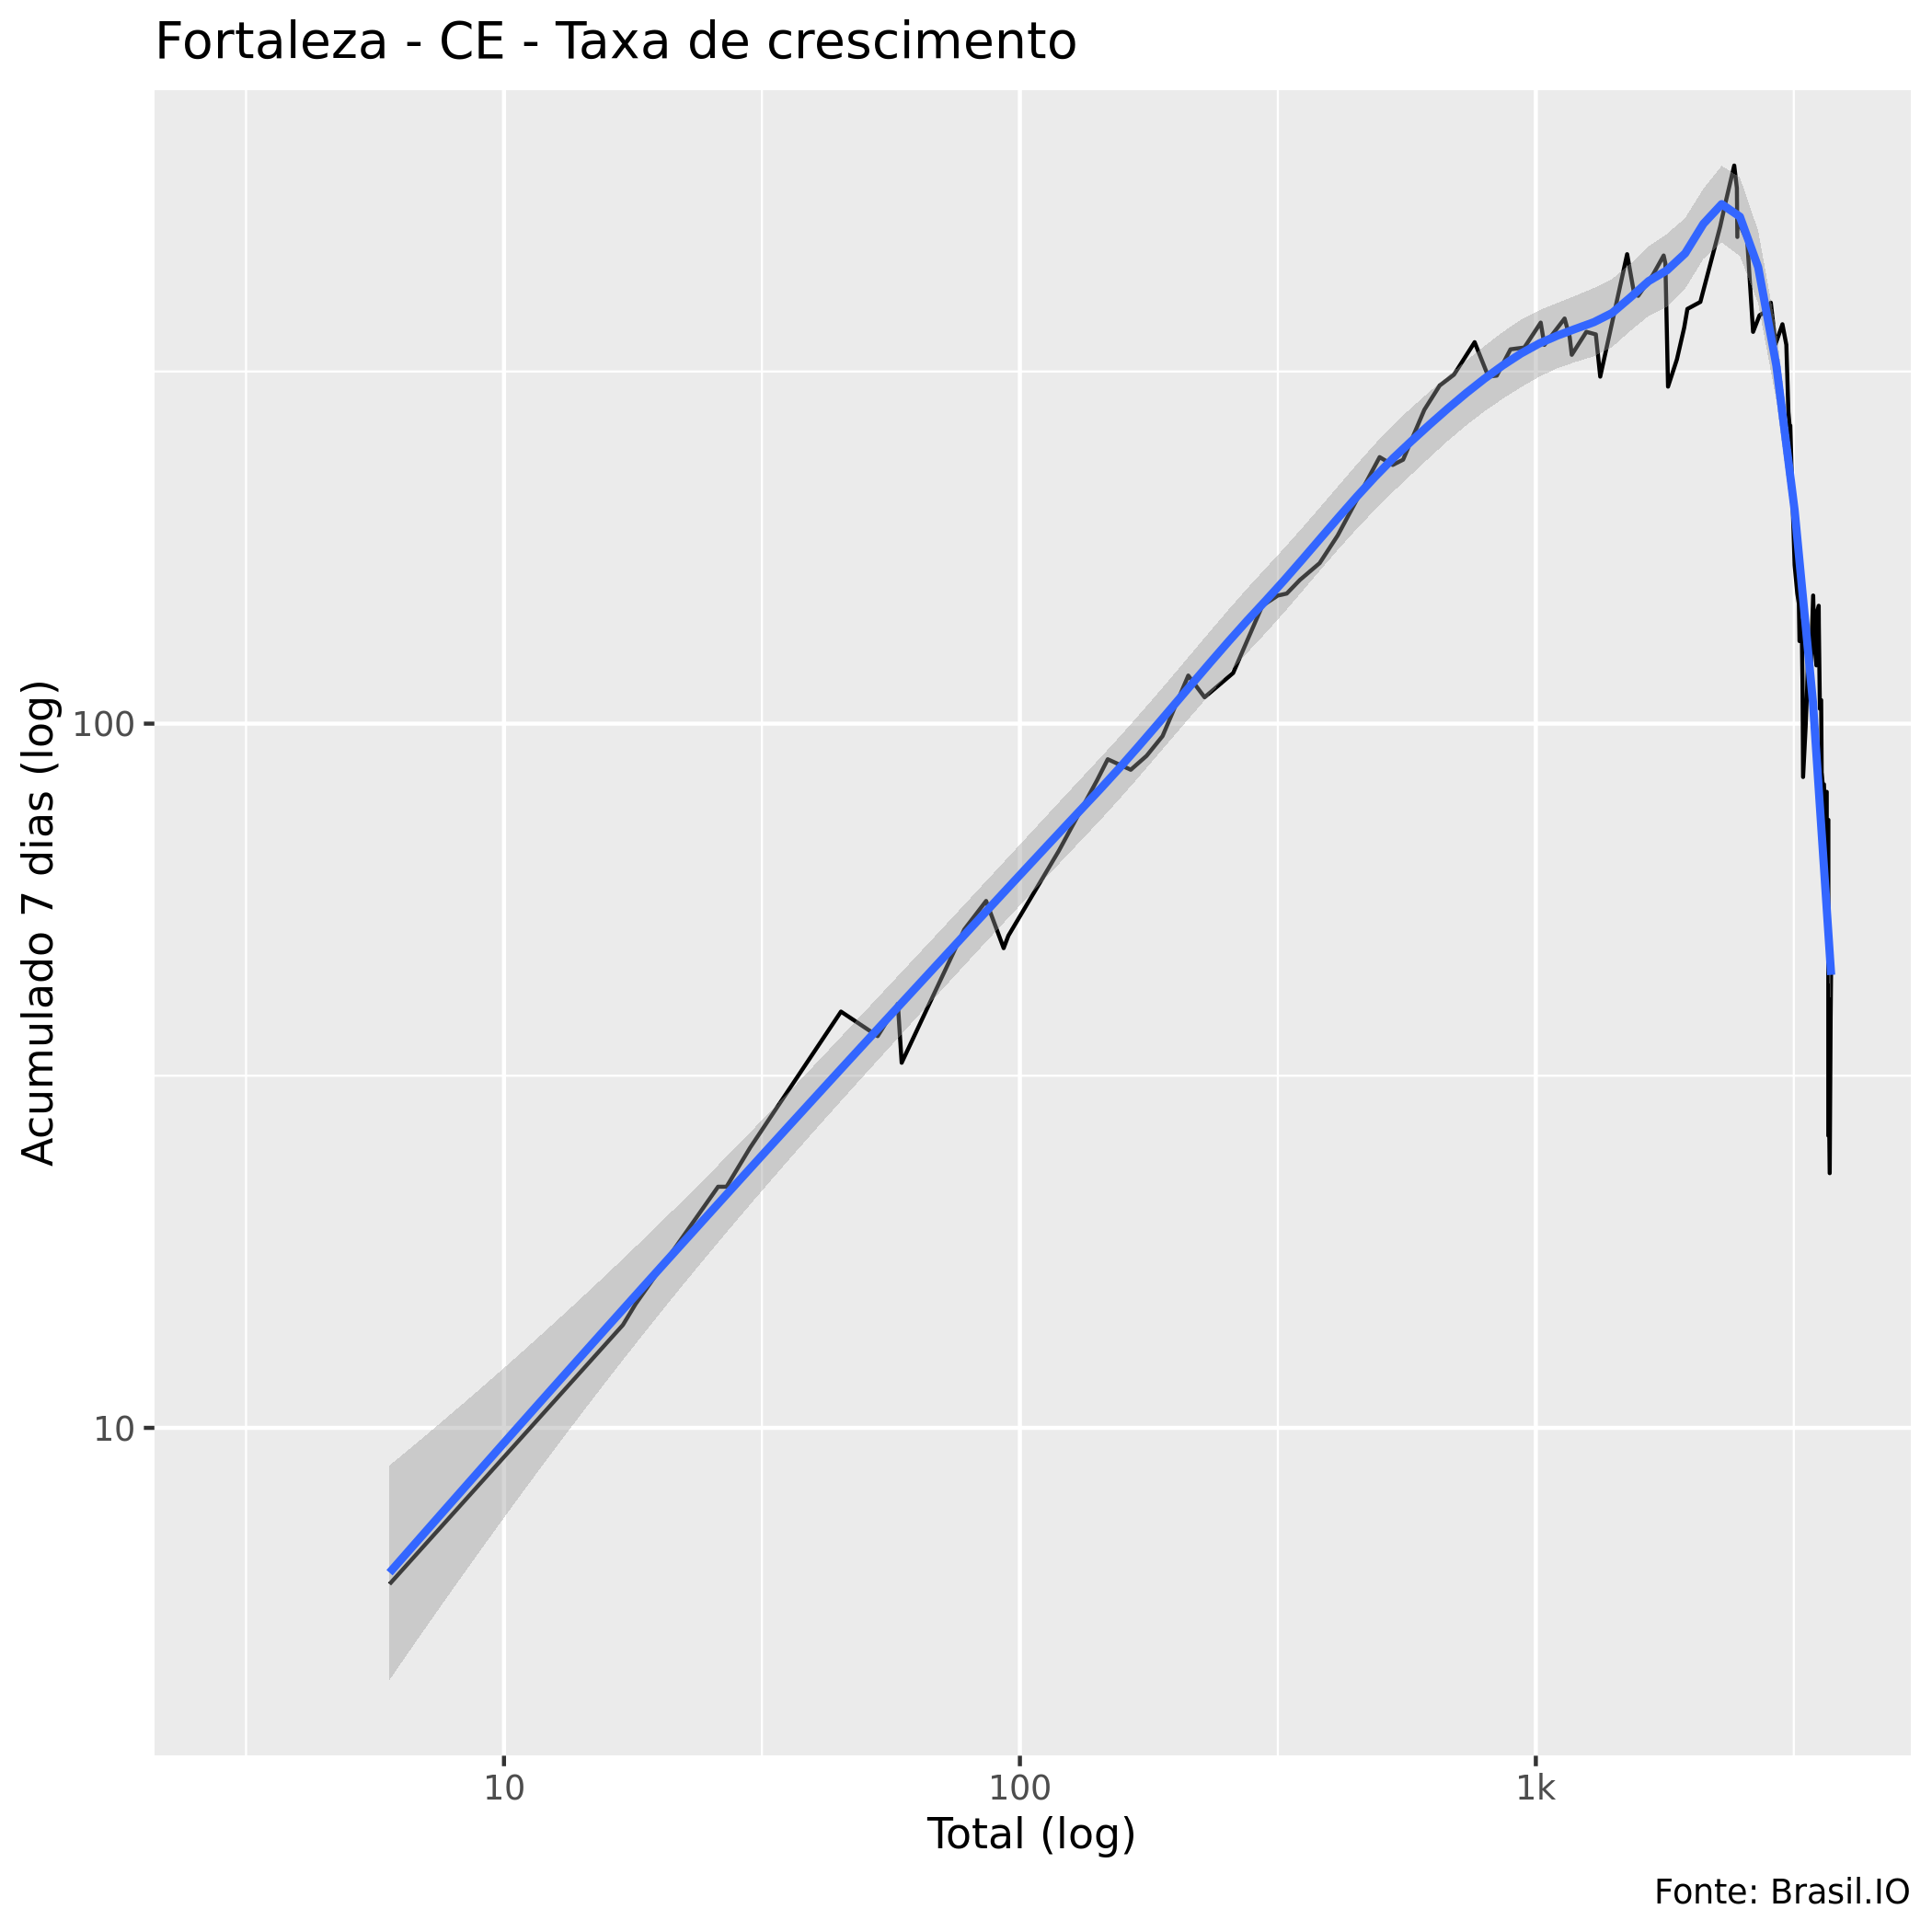 Fortaleza - CE - Taxa de crescimento
Acumulado 7 dias (log)
100
10
10
100
1k
Total (log)
Fonte: Brasil.IO